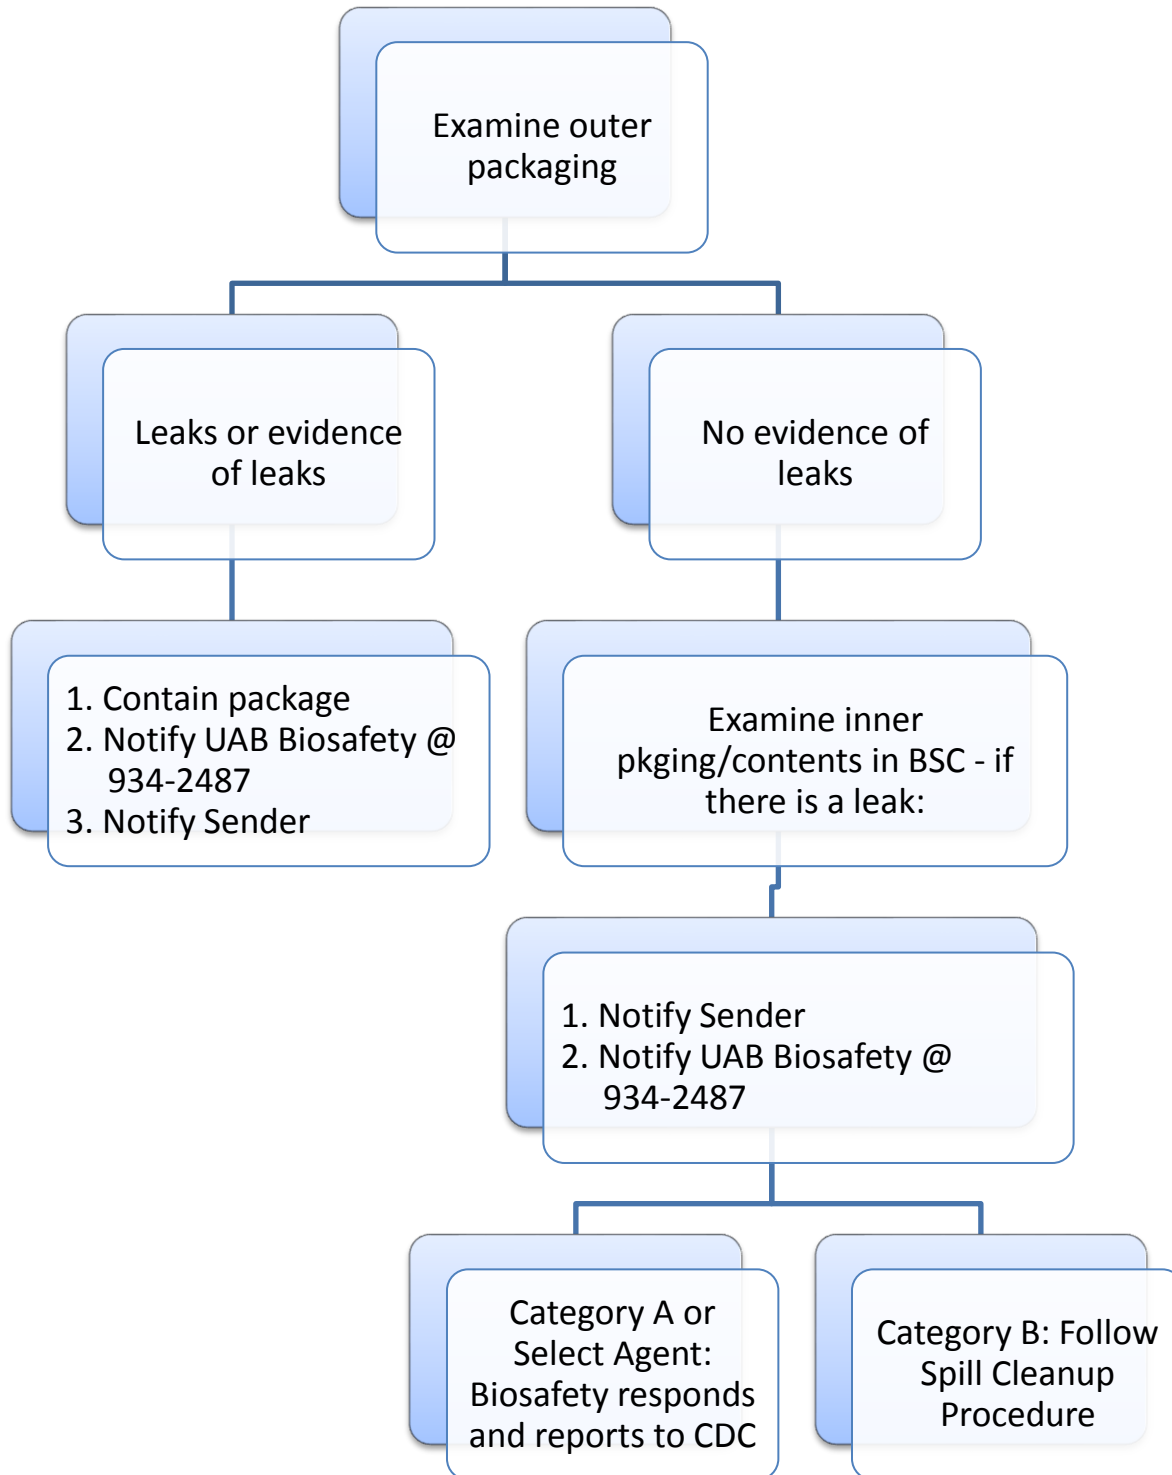 Examine outer
packaging
Leaks or evidence
of leaks
No evidence of
leaks
1. Contain package
2. Notify UAB Biosafety @
934-2487
3. Notify Sender
Examine inner
pkging/contents in BSC - if
there is a leak:
1. Notify Sender
2. Notify UAB Biosafety @
934-2487
Category A or
Select Agent:
Biosafety responds
and reports to CDC
Category B: Follow
Spill Cleanup
Procedure